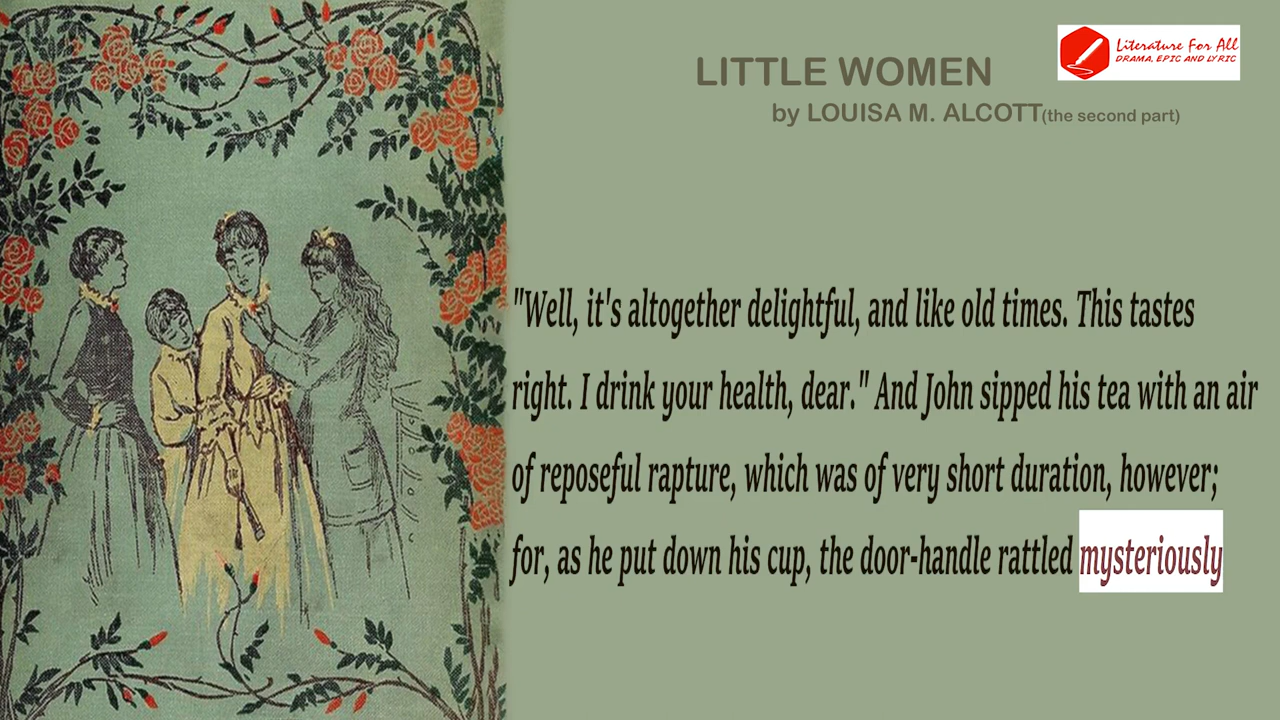 LITTLE WOMEN
by LOUISA M. ALCOTT(the second part)
Literature For All
DRAMA, EPIC AND LYRIC
"Well, it's altogether delightful, and like old times. This tastes
right. I drink your health, dear." And John sipped his tea with an air
of reposeful rapture, which was of very short duration, however;
for, as he put down his cup, the door-handle rattled mysteriously